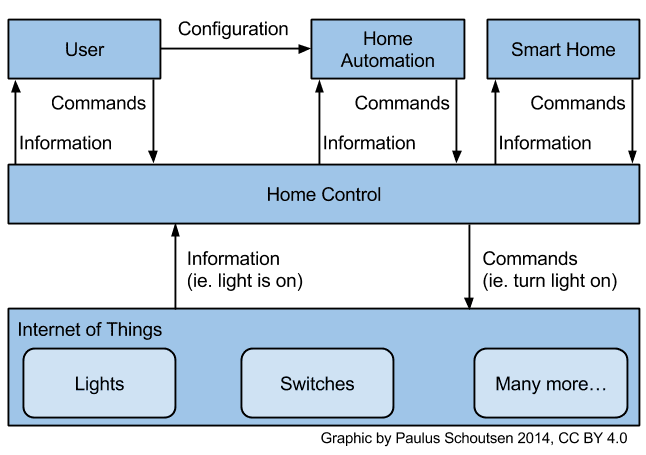 User
Configuration
Home
Automation
Smart Home
Commands
Information
Commands
Information
Commands
Information
Home Control
Information
(ie. light is on)
Commands
(ie. turn light on)
Internet of Things
Lights
Switches
Many more…
Graphic by Paulus Schoutsen 2014, CC BY 4.0